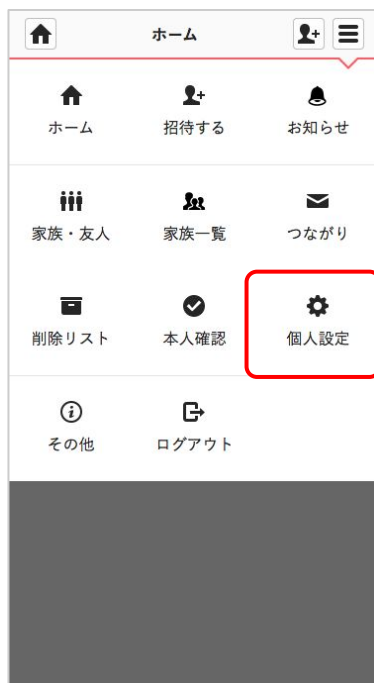 ホーム
ホーム 招待する お知らせ
家族・友人 家族一覧 つながり
削除リスト 本人確認 個人設定
その他 ログアウト